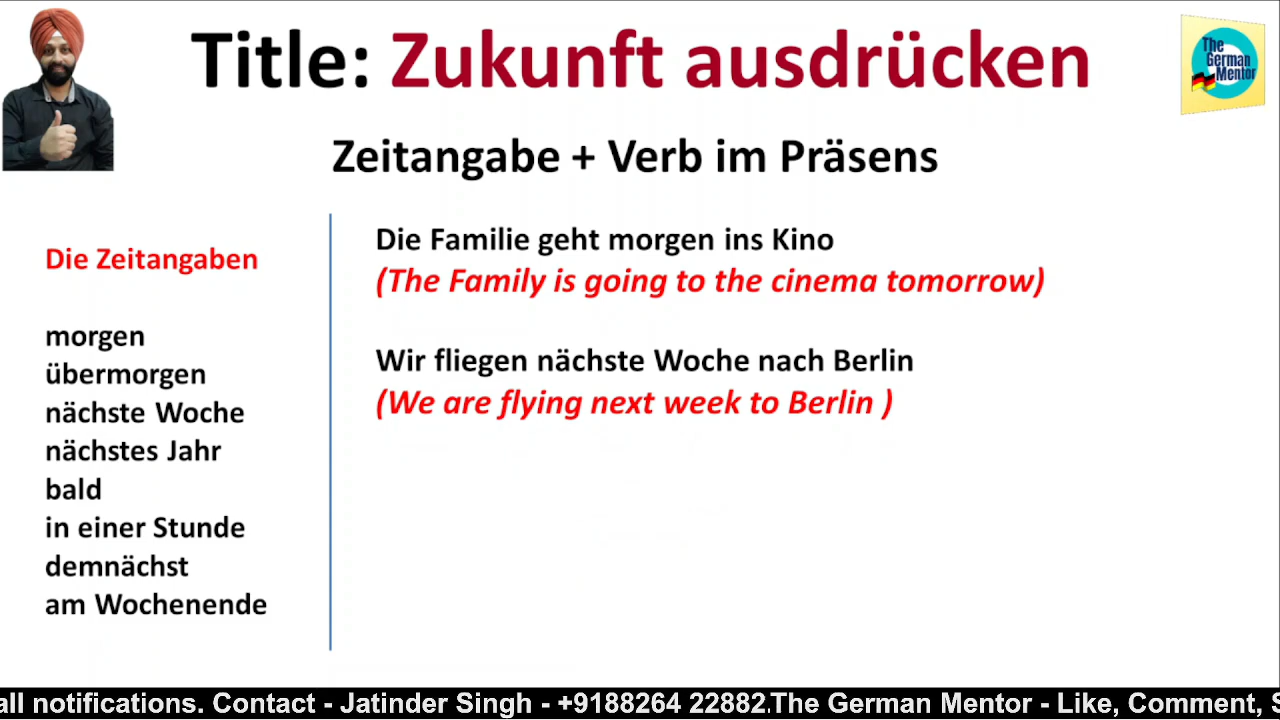 Title: Zukunft ausdrücken
The
German
Mentor
Zeitangabe + Verb im Präsens
Die Zeitangaben
morgen
übermorgen
nächste Woche
nächstes Jahr
bald
in einer Stunde
demnächst
am Wochenende
Die Familie geht morgen ins Kino
(The Family is going to the cinema tomorrow)
Wir fliegen nächste Woche nach Berlin
(We are flying next week to Berlin )
all notifications. Contact - Jatinder Singh - +9188264 22882.The German Mentor - Like, Comment, S